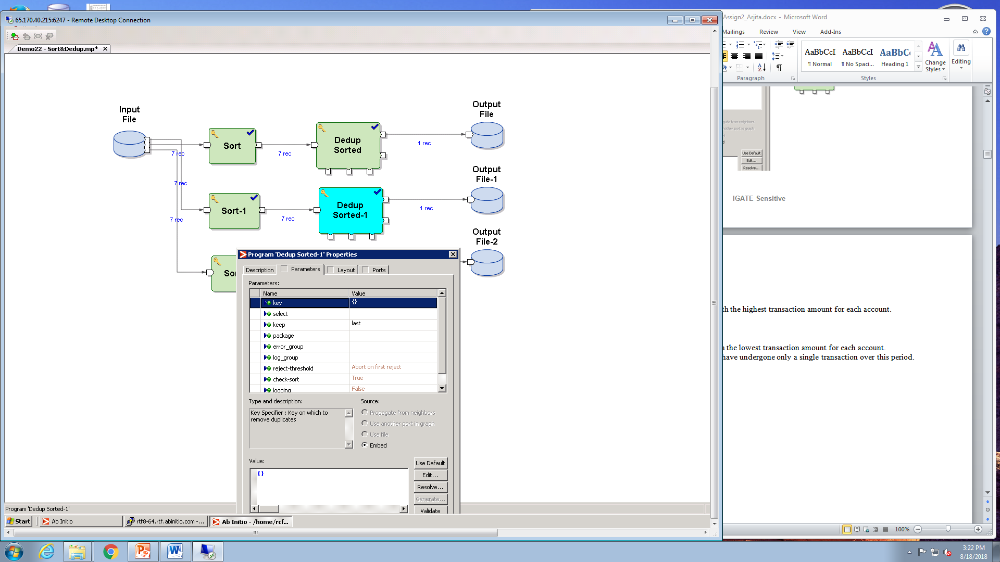 65.170.40.215:6247 - Remote Desktop Connection
Demo22 - Sort&Dedup.mp*
Input
File
Sort
Dedup
Sorted
Output
File
7 rec
7 rec
1 rec
7 rec
Sort-1
Dedup
Sorted-1
Output
File-1
7 rec
7 rec
1 rec
Output
File-2
So
Program 'Dedup Sorted-1' Properties
Description
Parameters
Layout
Ports
Parameters:
Name Value
key {}
select
keep last
package
error_group
log_group
reject-threshold Abort on first reject
check-sort True
logging False
Type and description:
Key Specifier : Key on which to
remove duplicates
Source:
Propagate from neighbors
Use another port in graph
Use file
Embed
Value:
{}
Use Default
Edit...
Resolve...
Generate...
Validate
Program 'Dedup Sorted-1'
Start
Ab Initio
rtf8-64.rtf.abinitio.com -...
Ab Initio - /home/rcf...
Assign2_Arjita.docx - Microsoft Word
Mailings Review View Add-Ins
AaBbCcI AaBbCcI AaBbC
¶ Normal ¶ No Spaci... Heading 1
Change
Styles
Editing
Paragraph
Styles
gate from neighbors
nother port in graph
Use Default
Edit...
Resolve...
IGATE Sensitive
th the highest transaction amount for each account.
the lowest transaction amount for each account.
have undergone only a single transaction over this period.
100%
3:22 PM
8/18/2018